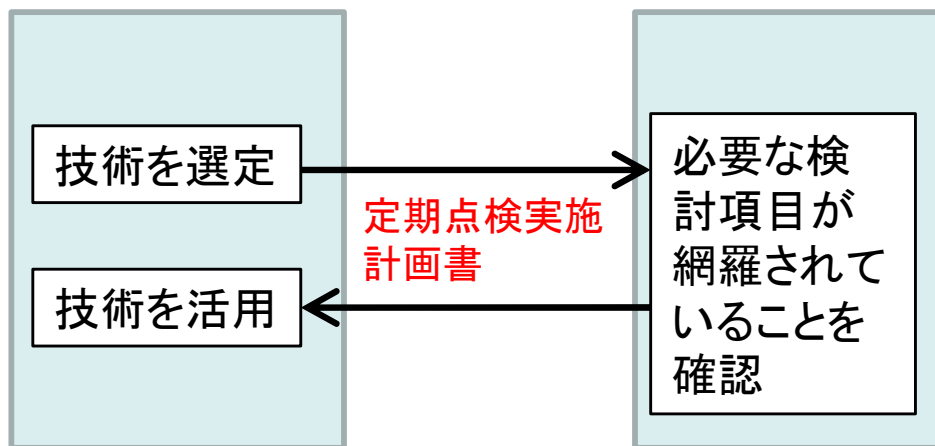 技術を選定
定期点検実施
計画書
技術を活用
必要な検
討項目が
網羅されて
いることを
確認